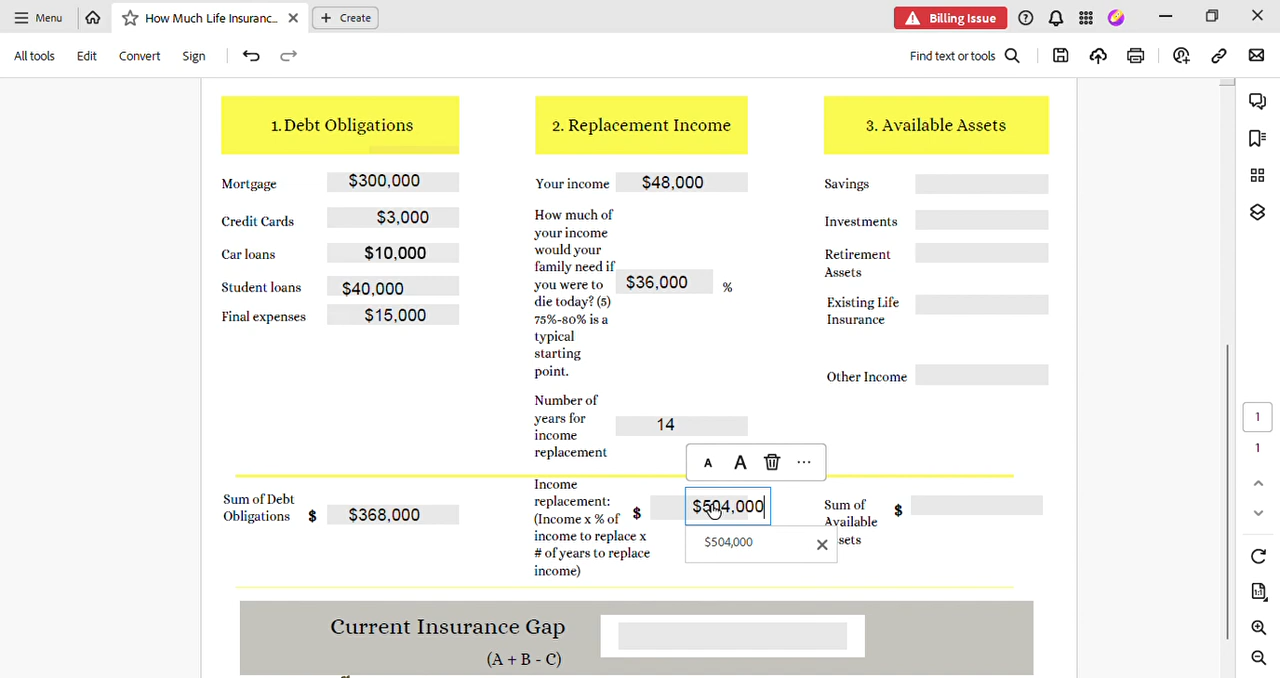 Menu
How Much Life Insuranc...
Create
Billing Issue
All tools
Edit
Convert
Sign
Find text or tools
1. Debt Obligations
Mortgage $300,000
Credit Cards $3,000
Car loans $10,000
Student loans $40,000
Final expenses $15,000
Sum of Debt
Obligations $ $368,000
2. Replacement Income
Your income $48,000
How much of
your income
would your
family need if
you were to
die today? (5)
75%-80% is a
typical
starting
point.
$36,000 %
Number of
years for
income
replacement
14
Income
replacement:
(Income x % of
income to replace x
# of years to replace
income)
$ $504,000
A A ...
$504,000
3. Available Assets
Savings
Investments
Retirement
Assets
Existing Life
Insurance
Other Income
Sum of
Available
sets
$
Current Insurance Gap
(A + B - C)
1
1
1:1